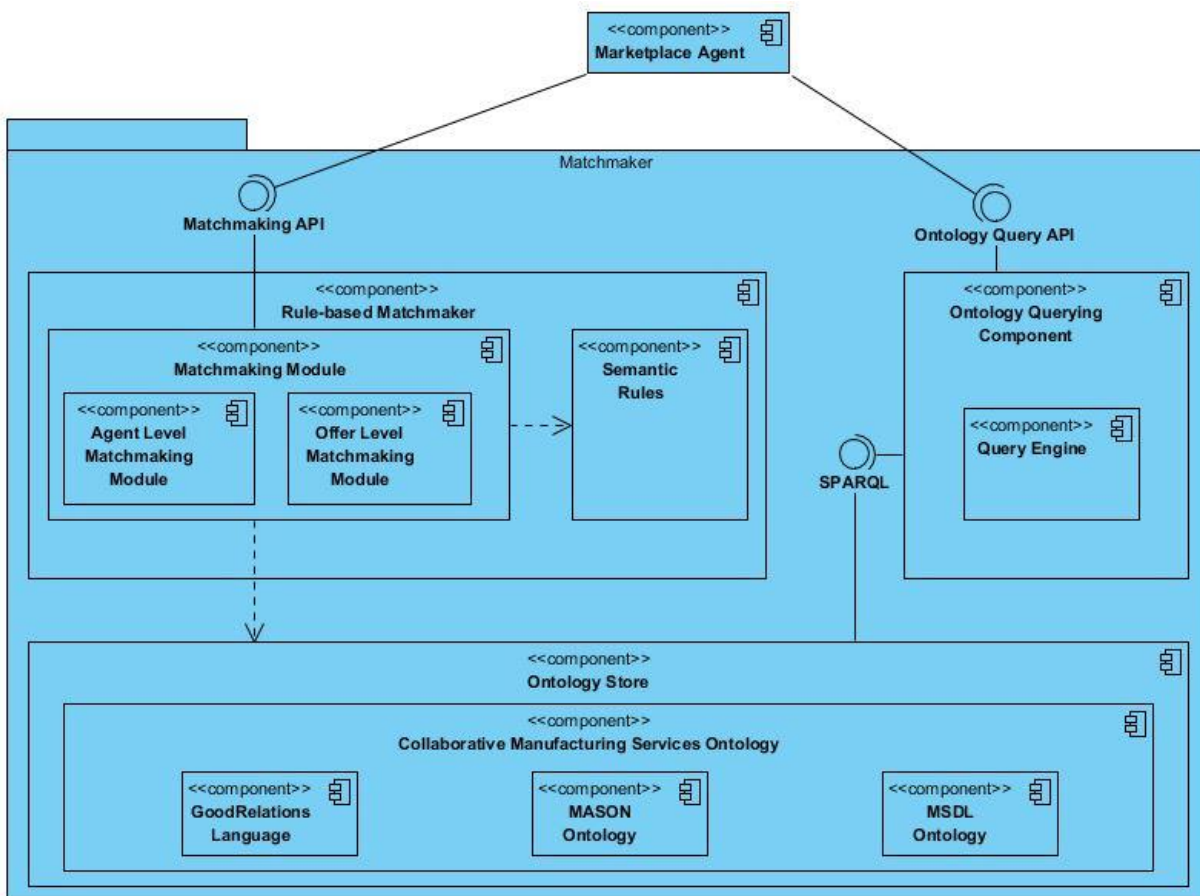 <<component>>
Marketplace Agent
Matchmaker
Matchmaking API
Ontology Query API
<<component>>
Rule-based Matchmaker
<<component>>
Matchmaking Module
<<component>>
Agent Level
Matchmaking
Module
<<component>>
Offer Level
Matchmaking
Module
<<component>>
Semantic
Rules
<<component>>
Ontology Querying
Component
<<component>>
Query Engine
SPARQL
<<component>>
Ontology Store
<<component>>
Collaborative Manufacturing Services Ontology
<<component>>
GoodRelations
Language
<<component>>
MASON
Ontology
<<component>>
MSDL
Ontology